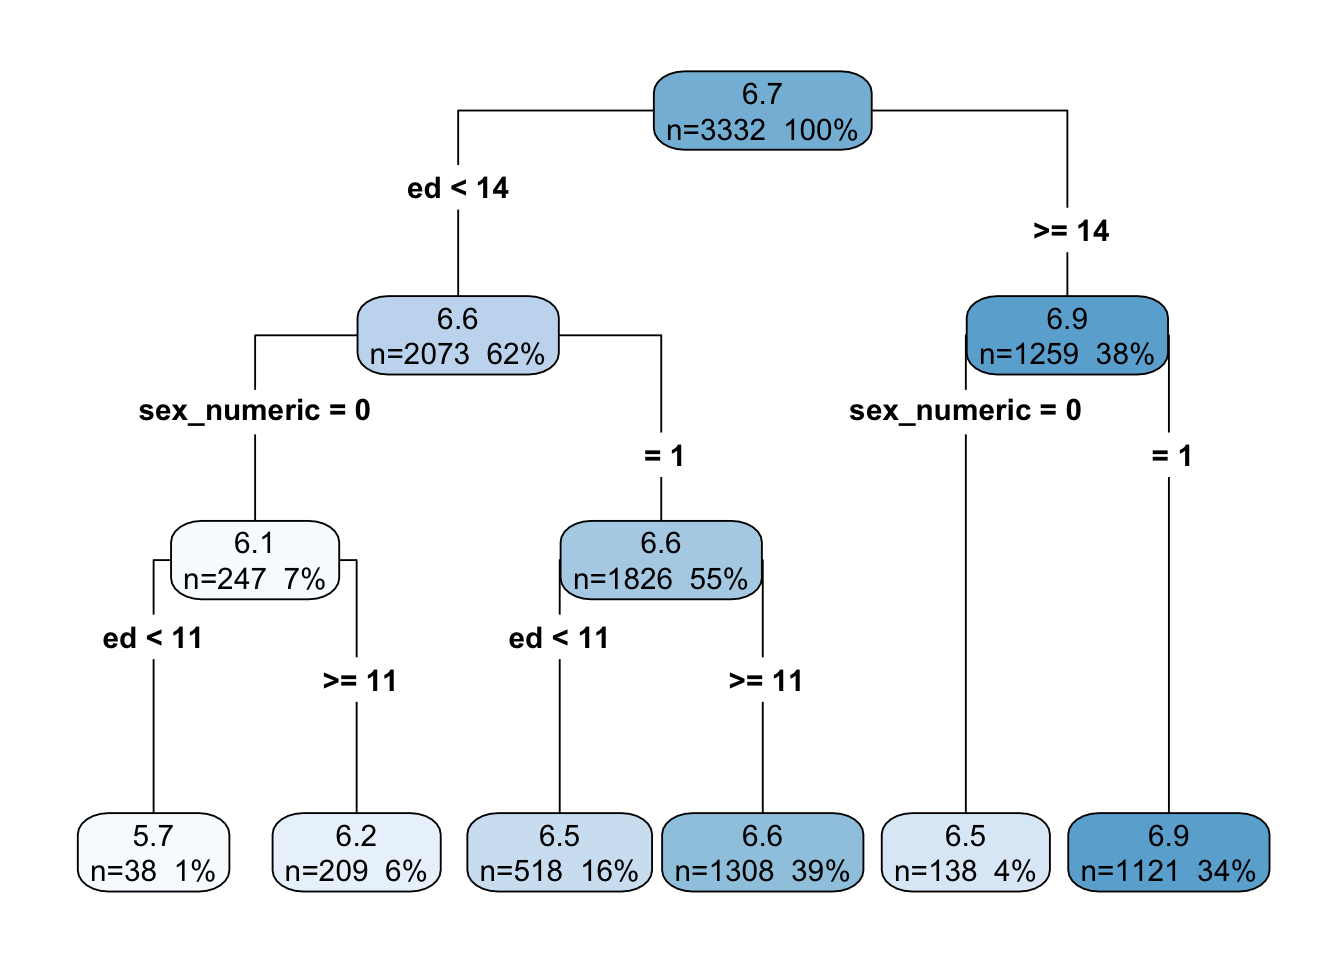 6.7
n=3332 100%
ed < 14
>= 14
6.6
n=2073 62%
6.9
n=1259 38%
sex_numeric = 0
= 1
sex_numeric = 0
= 1
6.1
n=247 7%
6.6
n=1826 55%
ed < 11
>= 11
ed < 11
>= 11
5.7
n=38 1%
6.2
n=209 6%
6.5
n=518 16%
6.6
n=1308 39%
6.5
n=138 4%
6.9
n=1121 34%